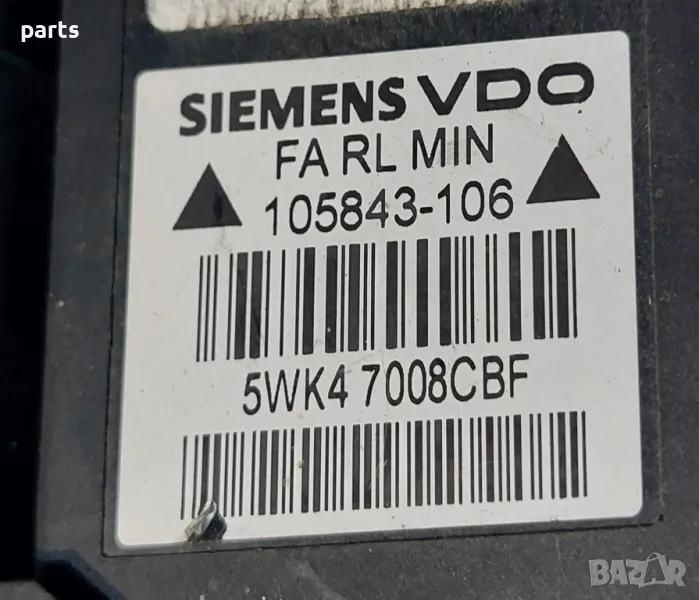 parts
SIEMENS VDO
FA RL MIN
105843-106
5WK4 7008CBF
BAZAR